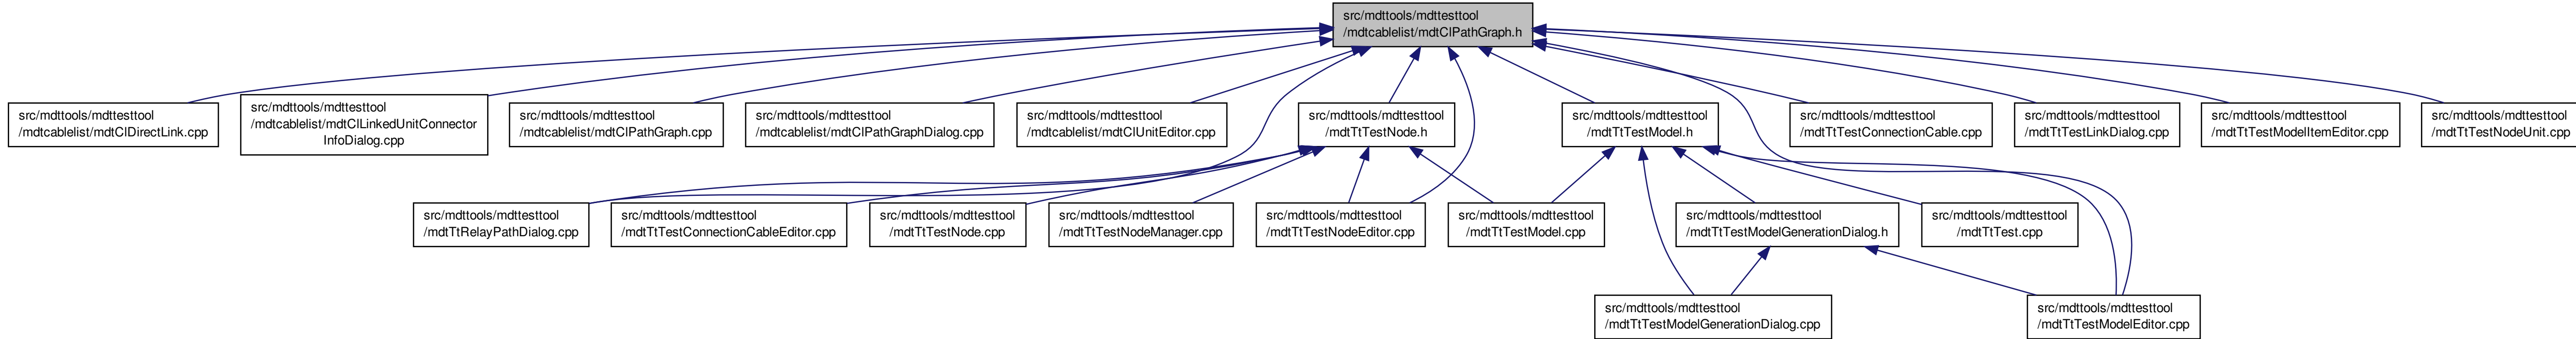 src/mdttools/mdttesttool
/mdtcablelist/mdtClPathGraph.h
src/mdttools/mdttesttool
/mdtcablelist/mdtClDirectLink.cpp
src/mdttools/mdttesttool
/mdtcablelist/mdtClLinkedUnitConnector
InfoDialog.cpp
src/mdttools/mdttesttool
/mdtcablelist/mdtClPathGraph.cpp
src/mdttools/mdttesttool
/mdtcablelist/mdtClPathGraphDialog.cpp
src/mdttools/mdttesttool
/mdtcablelist/mdtClUnitEditor.cpp
src/mdttools/mdttesttool
/mdtTtTestNode.h
src/mdttools/mdttesttool
/mdtTtTestModel.h
src/mdttools/mdttesttool
/mdtTtTestConnectionCable.cpp
src/mdttools/mdttesttool
/mdtTtTestLinkDialog.cpp
src/mdttools/mdttesttool
/mdtTtTestModelItemEditor.cpp
src/mdttools/mdttesttool
/mdtTtTestNodeUnit.cpp
src/mdttools/mdttesttool
/mdtTtRelayPathDialog.cpp
src/mdttools/mdttesttool
/mdtTtTestConnectionCableEditor.cpp
src/mdttools/mdttesttool
/mdtTtTestNode.cpp
src/mdttools/mdttesttool
/mdtTtTestNodeManager.cpp
src/mdttools/mdttesttool
/mdtTtTestNodeEditor.cpp
src/mdttools/mdttesttool
/mdtTtTestModel.cpp
src/mdttools/mdttesttool
/mdtTtTestModelGenerationDialog.h
src/mdttools/mdttesttool
/mdtTtTest.cpp
src/mdttools/mdttesttool
/mdtTtTestModelGenerationDialog.cpp
src/mdttools/mdttesttool
/mdtTtTestModelEditor.cpp